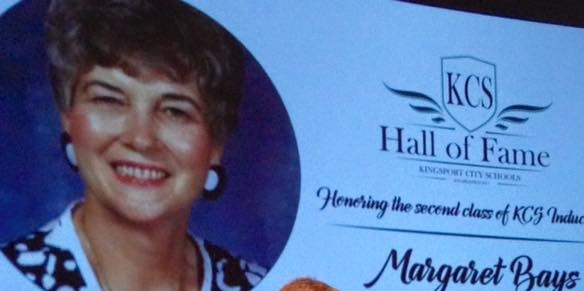 KCS
Hall of Fame
KINGSPORT CITY SCHOOLS
Honoring the second class of KCS Induc
Margaret Bays